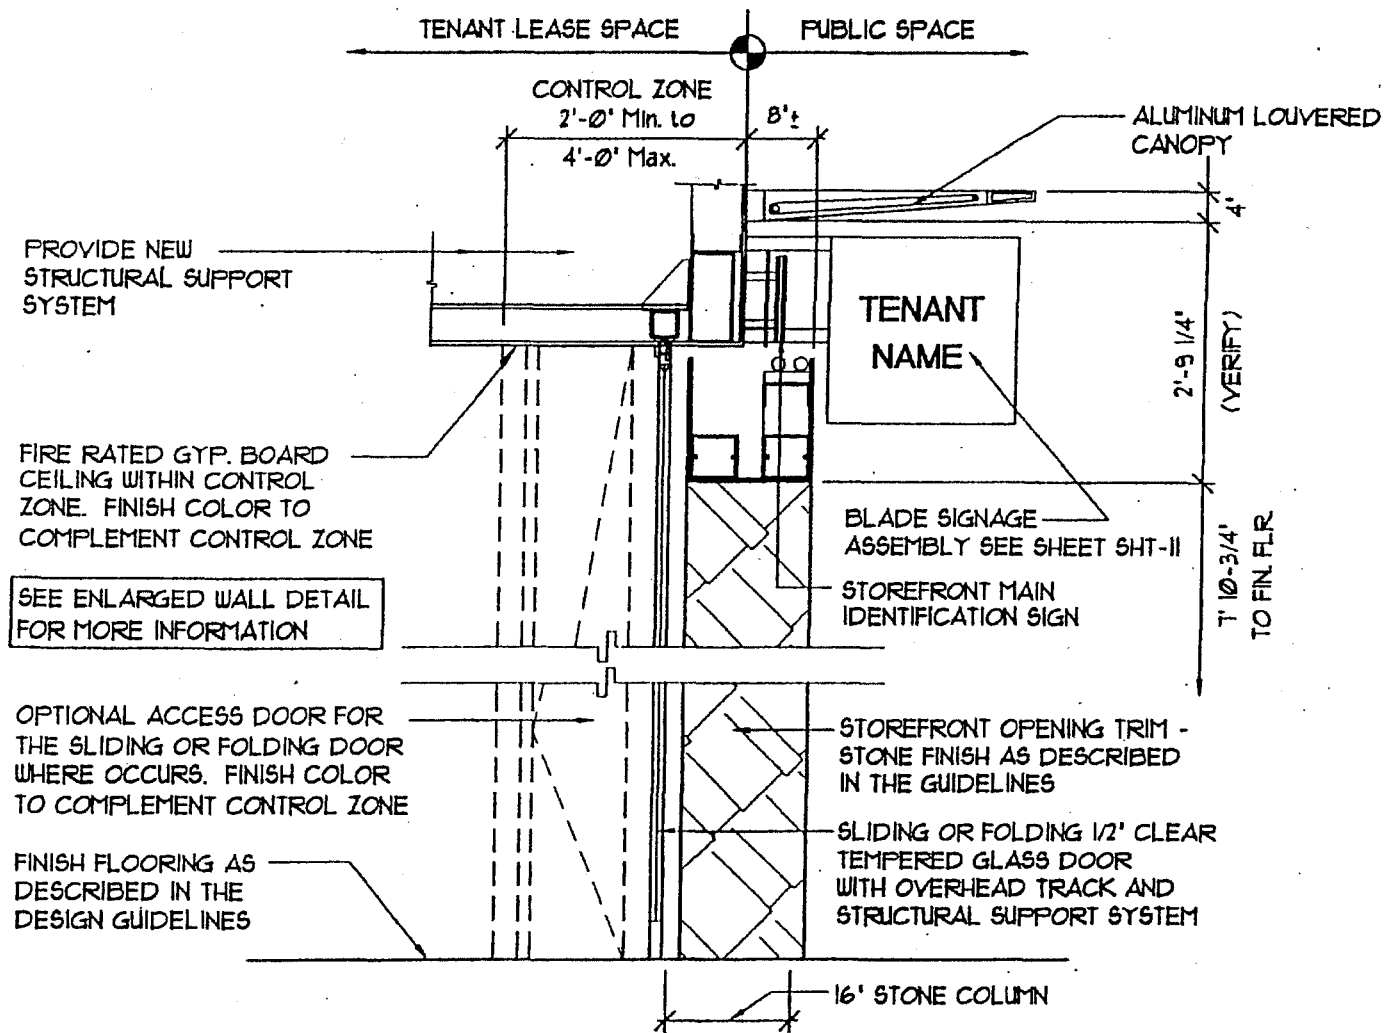 TENANT LEASE SPACE
PUBLIC SPACE
CONTROL ZONE
2'-0' Min. to
4'-0' Max.
8'±
ALUMINUM LOUVERED
CANOPY
4'
PROVIDE NEW
STRUCTURAL SUPPORT
SYSTEM
TENANT
NAME
2'-9 1/4'
(VERIFY)
FIRE RATED GYP. BOARD
CEILING WITHIN CONTROL
ZONE. FINISH COLOR TO
COMPLEMENT CONTROL ZONE
BLADE SIGNAGE
ASSEMBLY SEE SHEET SHT-11
7' 10-3/4'
TO FIN. FLR.
SEE ENLARGED WALL DETAIL
FOR MORE INFORMATION
STOREFRONT MAIN
IDENTIFICATION SIGN
OPTIONAL ACCESS DOOR FOR
THE SLIDING OR FOLDING DOOR
WHERE OCCURS. FINISH COLOR
TO COMPLEMENT CONTROL ZONE
STOREFRONT OPENING TRIM -
STONE FINISH AS DESCRIBED
IN THE GUIDELINES
FINISH FLOORING AS
DESCRIBED IN THE
DESIGN GUIDELINES
SLIDING OR FOLDING 1/2' CLEAR
TEMPERED GLASS DOOR
WITH OVERHEAD TRACK AND
STRUCTURAL SUPPORT SYSTEM
16' STONE COLUMN